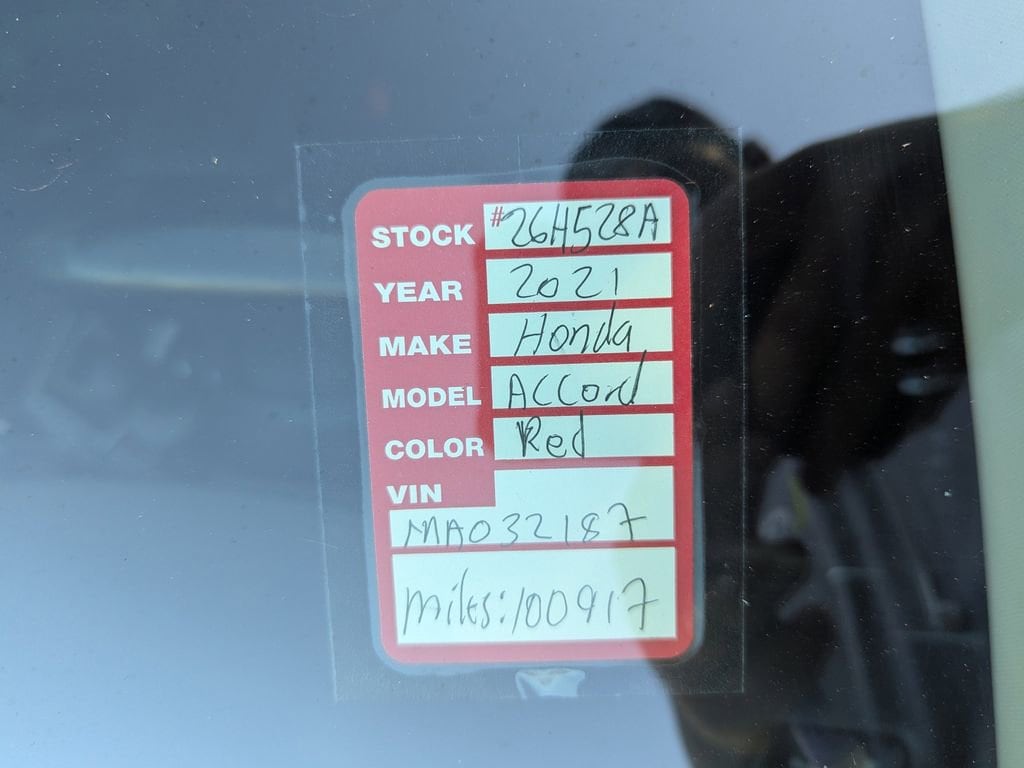 STOCK #26H528A
YEAR 2021
MAKE Honda
MODEL ACCord
COLOR Red
VIN
MA032187
miles:100917